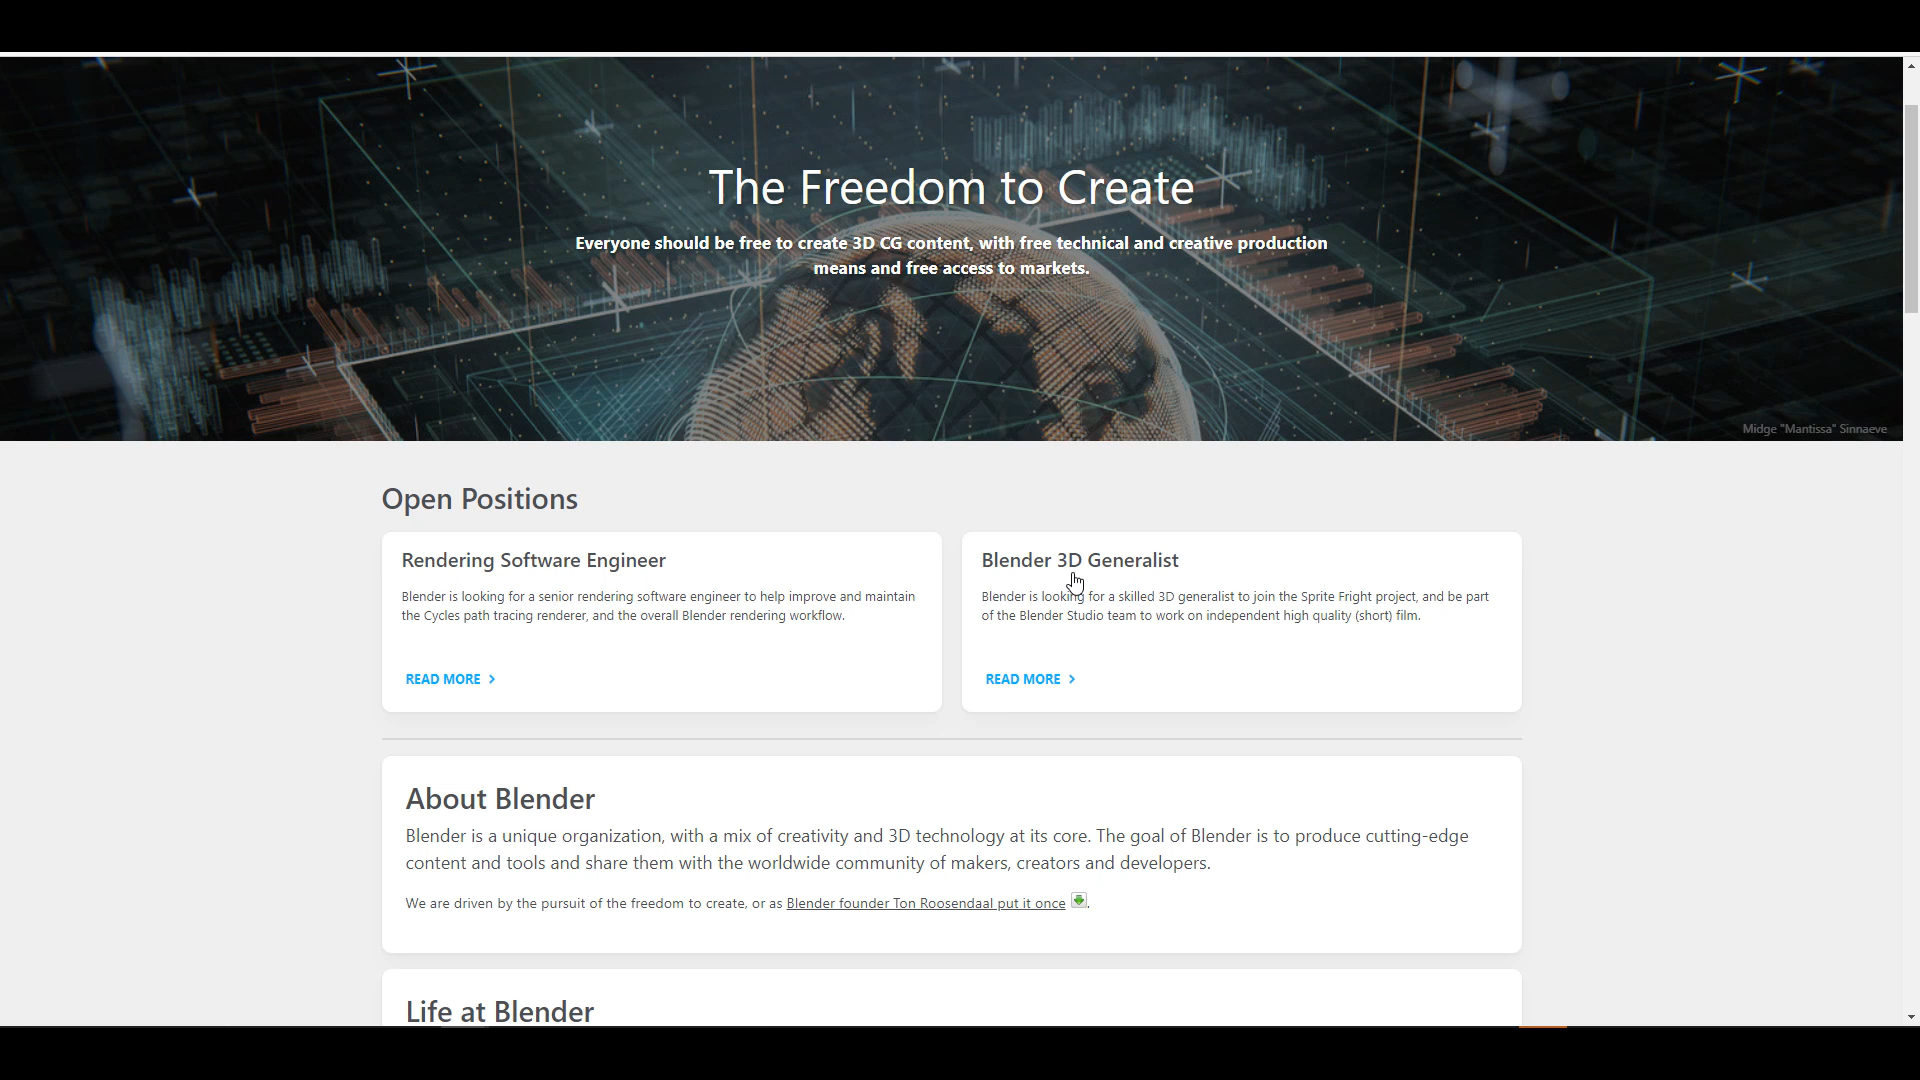 The Freedom to Create
Everyone should be free to create 3D CG content, with free technical and creative production
means and free access to markets.
Midge "Mantissa" Sinnaeve
Open Positions
Rendering Software Engineer
Blender is looking for a senior rendering software engineer to help improve and maintain
the Cycles path tracing renderer, and the overall Blender rendering workflow.
READ MORE
Blender 3D Generalist
Blender is looking for a skilled 3D generalist to join the Sprite Fright project, and be part
of the Blender Studio team to work on independent high quality (short) film.
READ MORE
About Blender
Blender is a unique organization, with a mix of creativity and 3D technology at its core. The goal of Blender is to produce cutting-edge
content and tools and share them with the worldwide community of makers, creators and developers.
We are driven by the pursuit of the freedom to create, or as Blender founder Ton Roosendaal put it once.
Life at Blender